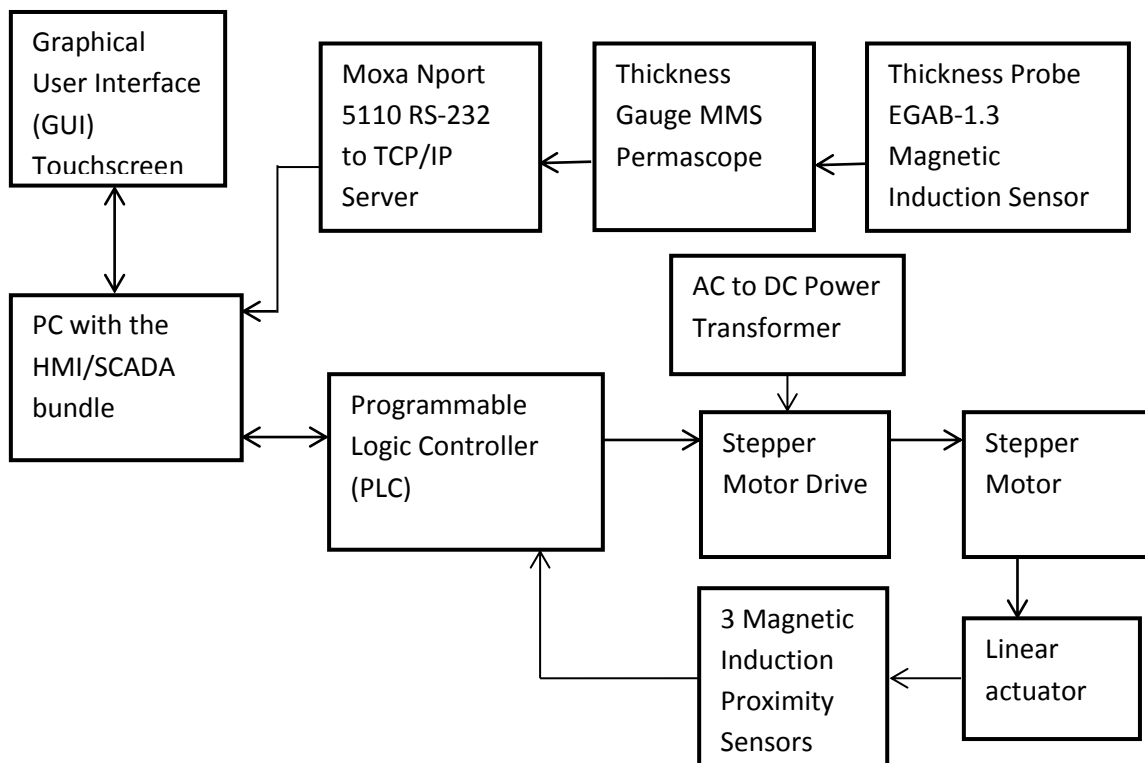 Graphical
User Interface
(GUI)
Touchscreen
Moxa Nport
5110 RS-232
to TCP/IP
Server
Thickness
Gauge MMS
Permascope
Thickness Probe
EGAB-1.3
Magnetic
Induction Sensor
AC to DC Power
Transformer
PC with the
HMI/SCADA
bundle
Programmable
Logic Controller
(PLC)
Stepper
Motor Drive
Stepper
Motor
3 Magnetic
Induction
Proximity
Sensors
Linear
actuator